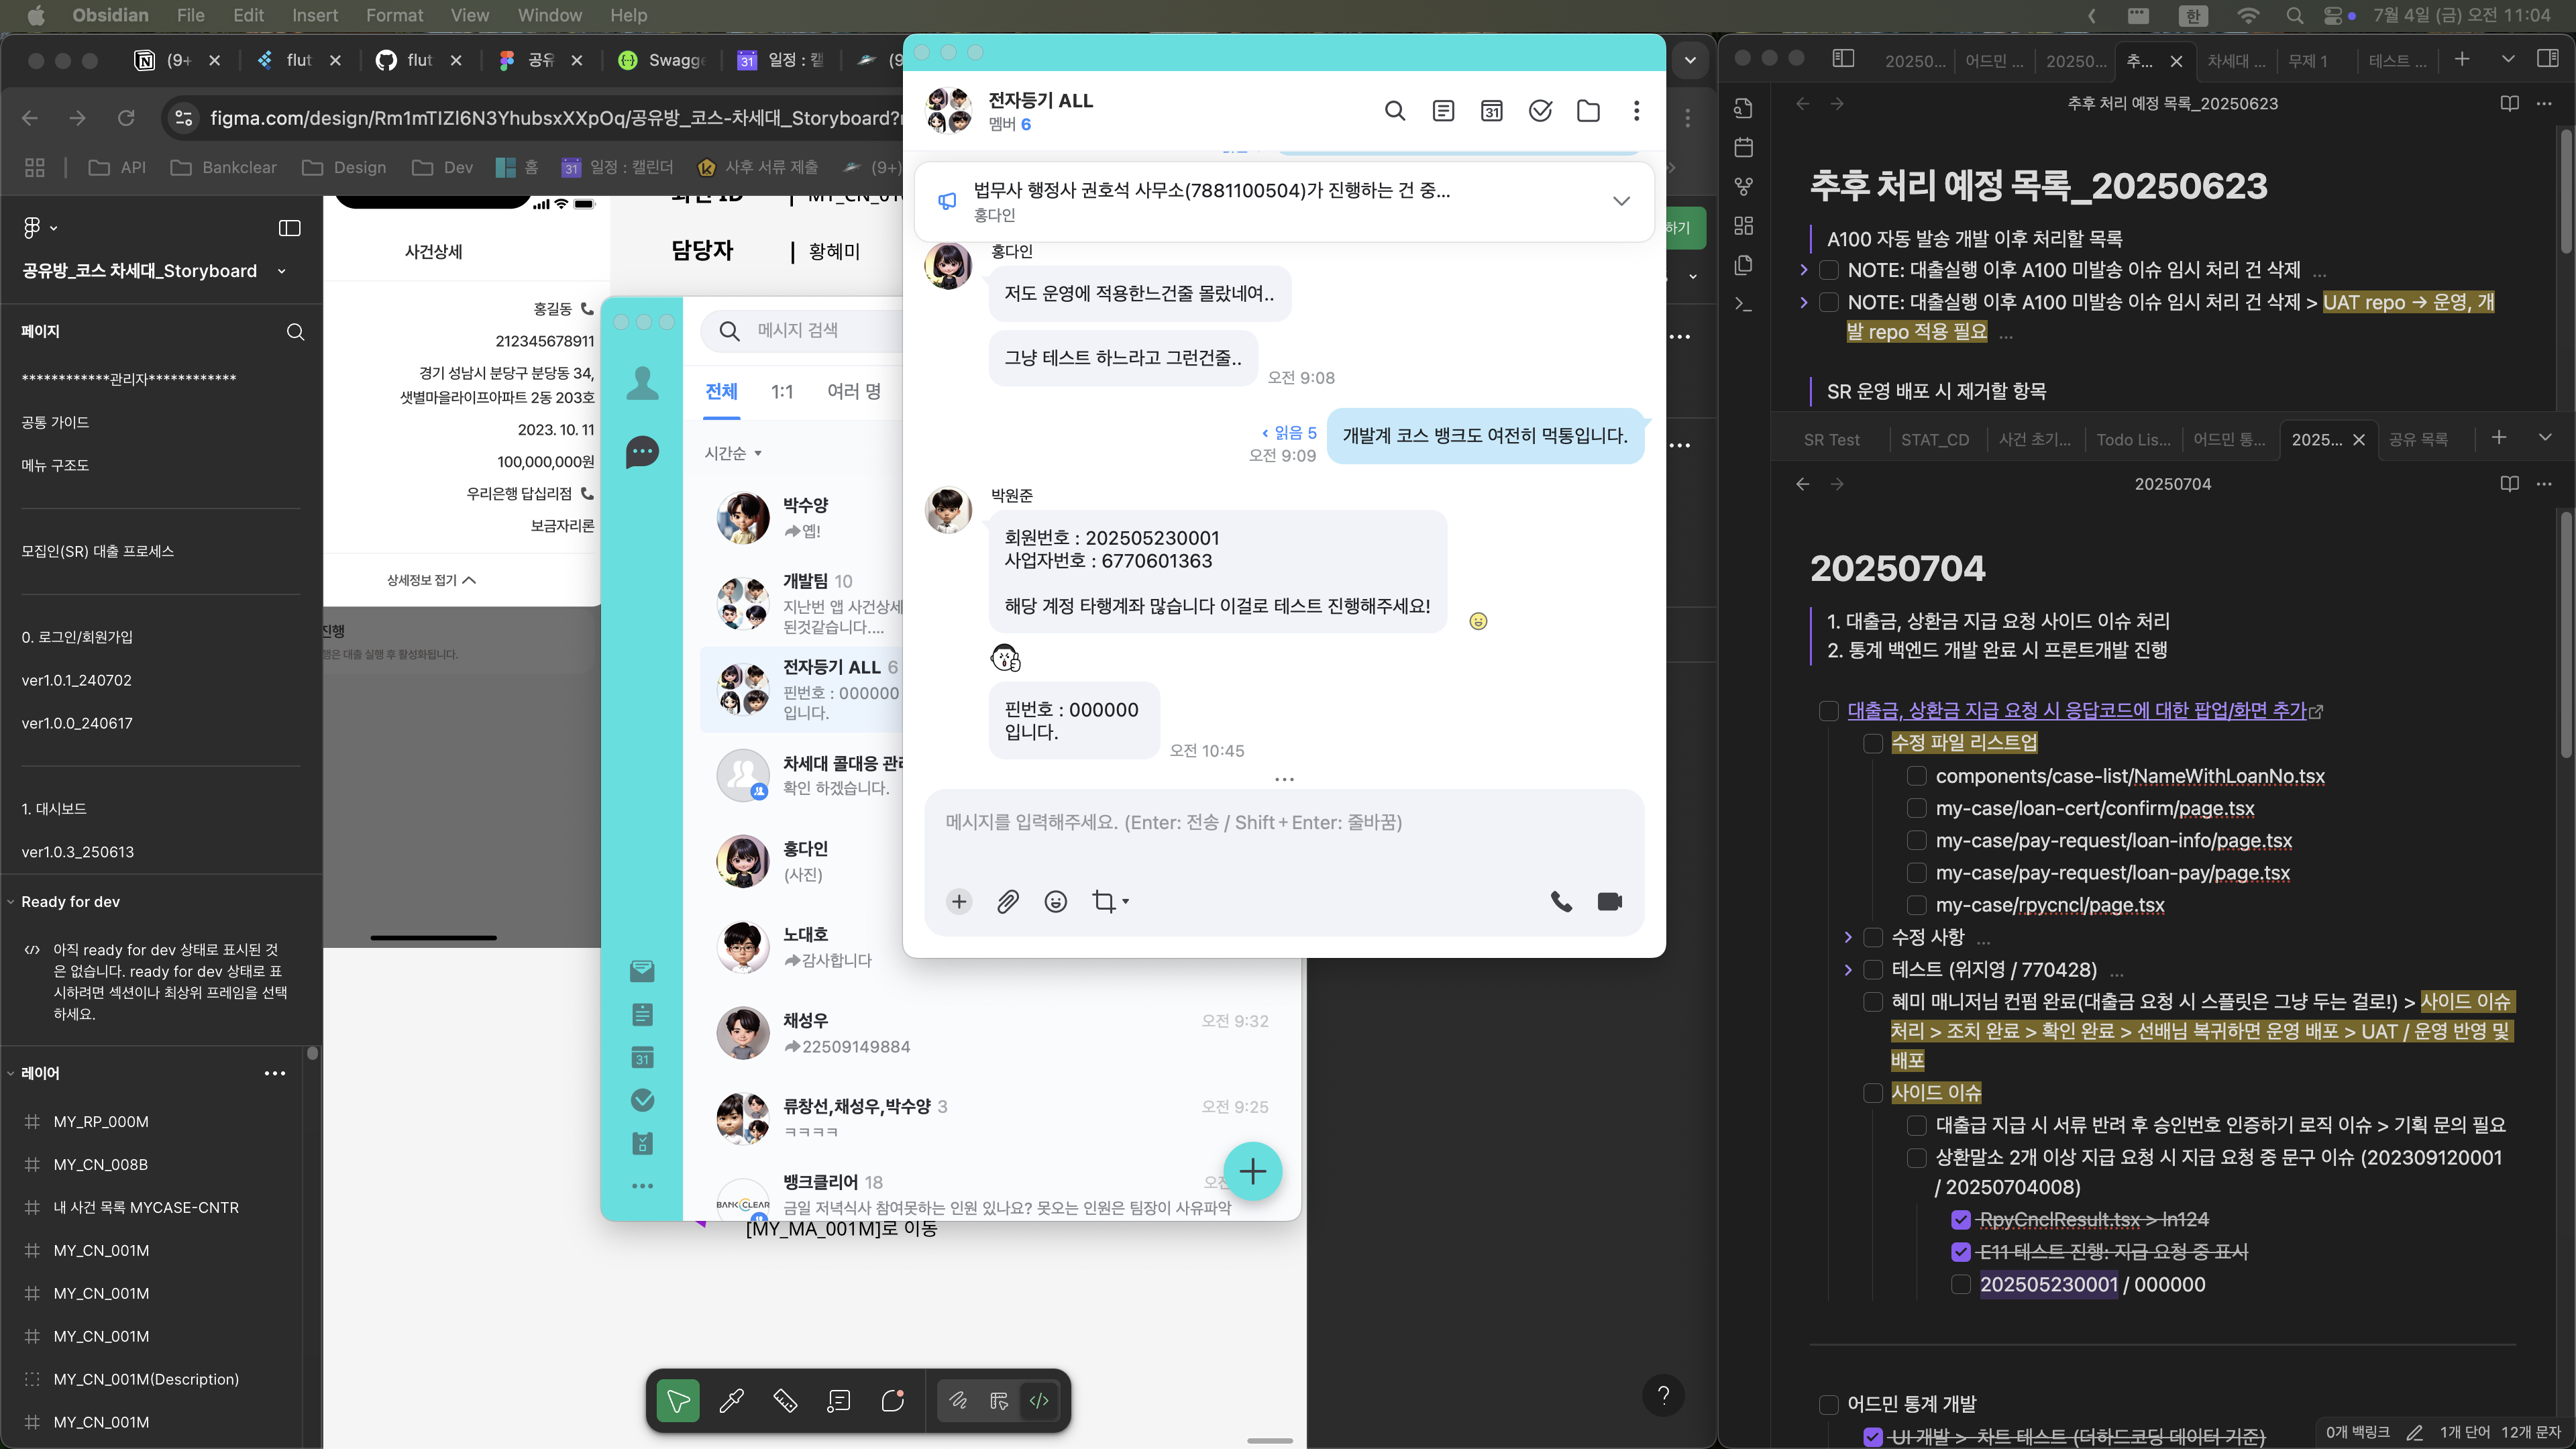 Obsidian File Edit Insert Format View Window Help
한 7월 4일 (금) 오전 11:04
(9+ flut flut 공유 Swagge 일정 : 캘 (9
figma.com/design/Rm1mTIZl6N3YhubsxXXpOq/공유방_코스-차세대_Storyboard?
API Bankclear Design Dev 홈 일정 : 캘린더 사후 서류 제출 (9+)
공유방_코스 차세대_Storyboard
페이지
************관리자************
공통 가이드
메뉴 구조도
모집인(SR) 대출 프로세스
0. 로그인/회원가입
ver1.0.1_240702
ver1.0.0_240617
1. 대시보드
ver1.0.3_250613
Ready for dev
아직 ready for dev 상태로 표시된 것
은 없습니다. ready for dev 상태로 표
시하려면 섹션이나 최상위 프레임을 선택
하세요.
레이어
MY_RP_000M
MY_CN_008B
내 사건 목록 MYCASE-CNTR
MY_CN_001M
MY_CN_001M
MY_CN_001M
MY_CN_001M(Description)
MY_CN_001M
사건상세
홍길동
212345678911
경기 성남시 분당구 분당동 34,
샛별마을라이프아파트 2동 203호
2023. 10. 11
100,000,000원
우리은행 답십리점
보금자리론
상세정보 접기
진행
행은 대출 실행 후 활성화됩니다.
담당자 | 황혜미
[MY_MA_001M]로 이동
하기
메시지 검색
전체 1:1 여러 명
시간순
박수양
옙!
개발팀 10
지난번 앱 사건상세
된것같습니다....
전자등기 ALL 6
핀번호 : 000000
입니다.
차세대 콜대응 관리
확인 하겠습니다.
홍다인
(사진)
노대호
감사합니다
채성우 오전 9:32
22509149884
류창선,채성우,박수양 3 오전 9:25
ㅋㅋㅋㅋ
BANKCLEAR
뱅크클리어 18 오전
금일 저녁식사 참여못하는 인원 있나요? 못오는 인원은 팀장이 사유파악
전자등기 ALL
멤버 6
법무사 행정사 권호석 사무소(7881100504)가 진행하는 건 중...
홍다인
홍다인
저도 운영에 적용한느건줄 몰랐네여..
그냥 테스트 하느라고 그런건줄..
오전 9:08
읽음 5
오전 9:09
개발계 코스 뱅크도 여전히 먹통입니다.
박원준
회원번호 : 202505230001
사업자번호 : 6770601363
해당 계정 타행계좌 많습니다 이걸로 테스트 진행해주세요!
핀번호 : 000000
입니다.
오전 10:45
메시지를 입력해주세요. (Enter: 전송 / Shift + Enter: 줄바꿈)
20250... 어드민 ... 20250... 추... 차세대 ... 무제 1 테스트 ...
추후 처리 예정 목록_20250623
추후 처리 예정 목록_20250623
A100 자동 발송 개발 이후 처리할 목록
NOTE: 대출실행 이후 A100 미발송 이슈 임시 처리 건 삭제 ...
NOTE: 대출실행 이후 A100 미발송 이슈 임시 처리 건 삭제 > UAT repo → 운영, 개
발 repo 적용 필요 ...
SR 운영 배포 시 제거할 항목
SR Test STAT_CD 사건 초기... Todo Lis... 어드민 통... 2025... 공유 목록
20250704
20250704
1. 대출금, 상환금 지급 요청 사이드 이슈 처리
2. 통계 백엔드 개발 완료 시 프론트개발 진행
대출금, 상환금 지급 요청 시 응답코드에 대한 팝업/화면 추가
수정 파일 리스트업
components/case-list/NameWithLoanNo.tsx
my-case/loan-cert/confirm/page.tsx
my-case/pay-request/loan-info/page.tsx
my-case/pay-request/loan-pay/page.tsx
my-case/rpycncl/page.tsx
수정 사항 ...
테스트 (위지영 / 770428) ...
혜미 매니저님 컨펌 완료(대출금 요청 시 스플릿은 그냥 두는 걸로!) > 사이드 이슈
처리 > 조치 완료 > 확인 완료 > 선배님 복귀하면 운영 배포 > UAT / 운영 반영 및
배포
사이드 이슈
대출급 지급 시 서류 반려 후 승인번호 인증하기 로직 이슈 > 기획 문의 필요
상환말소 2개 이상 지급 요청 시 지급 요청 중 문구 이슈 (202309120001
/ 20250704008)
RpyCnclResult.tsx > ln124
E11 테스트 진행: 지급 요청 중 표시
202505230001 / 000000
어드민 통계 개발
UI 개발 > 차트 테스트 (더하드코딩 데이터 기준)
0개 백링크 1개 단어 12개 문자